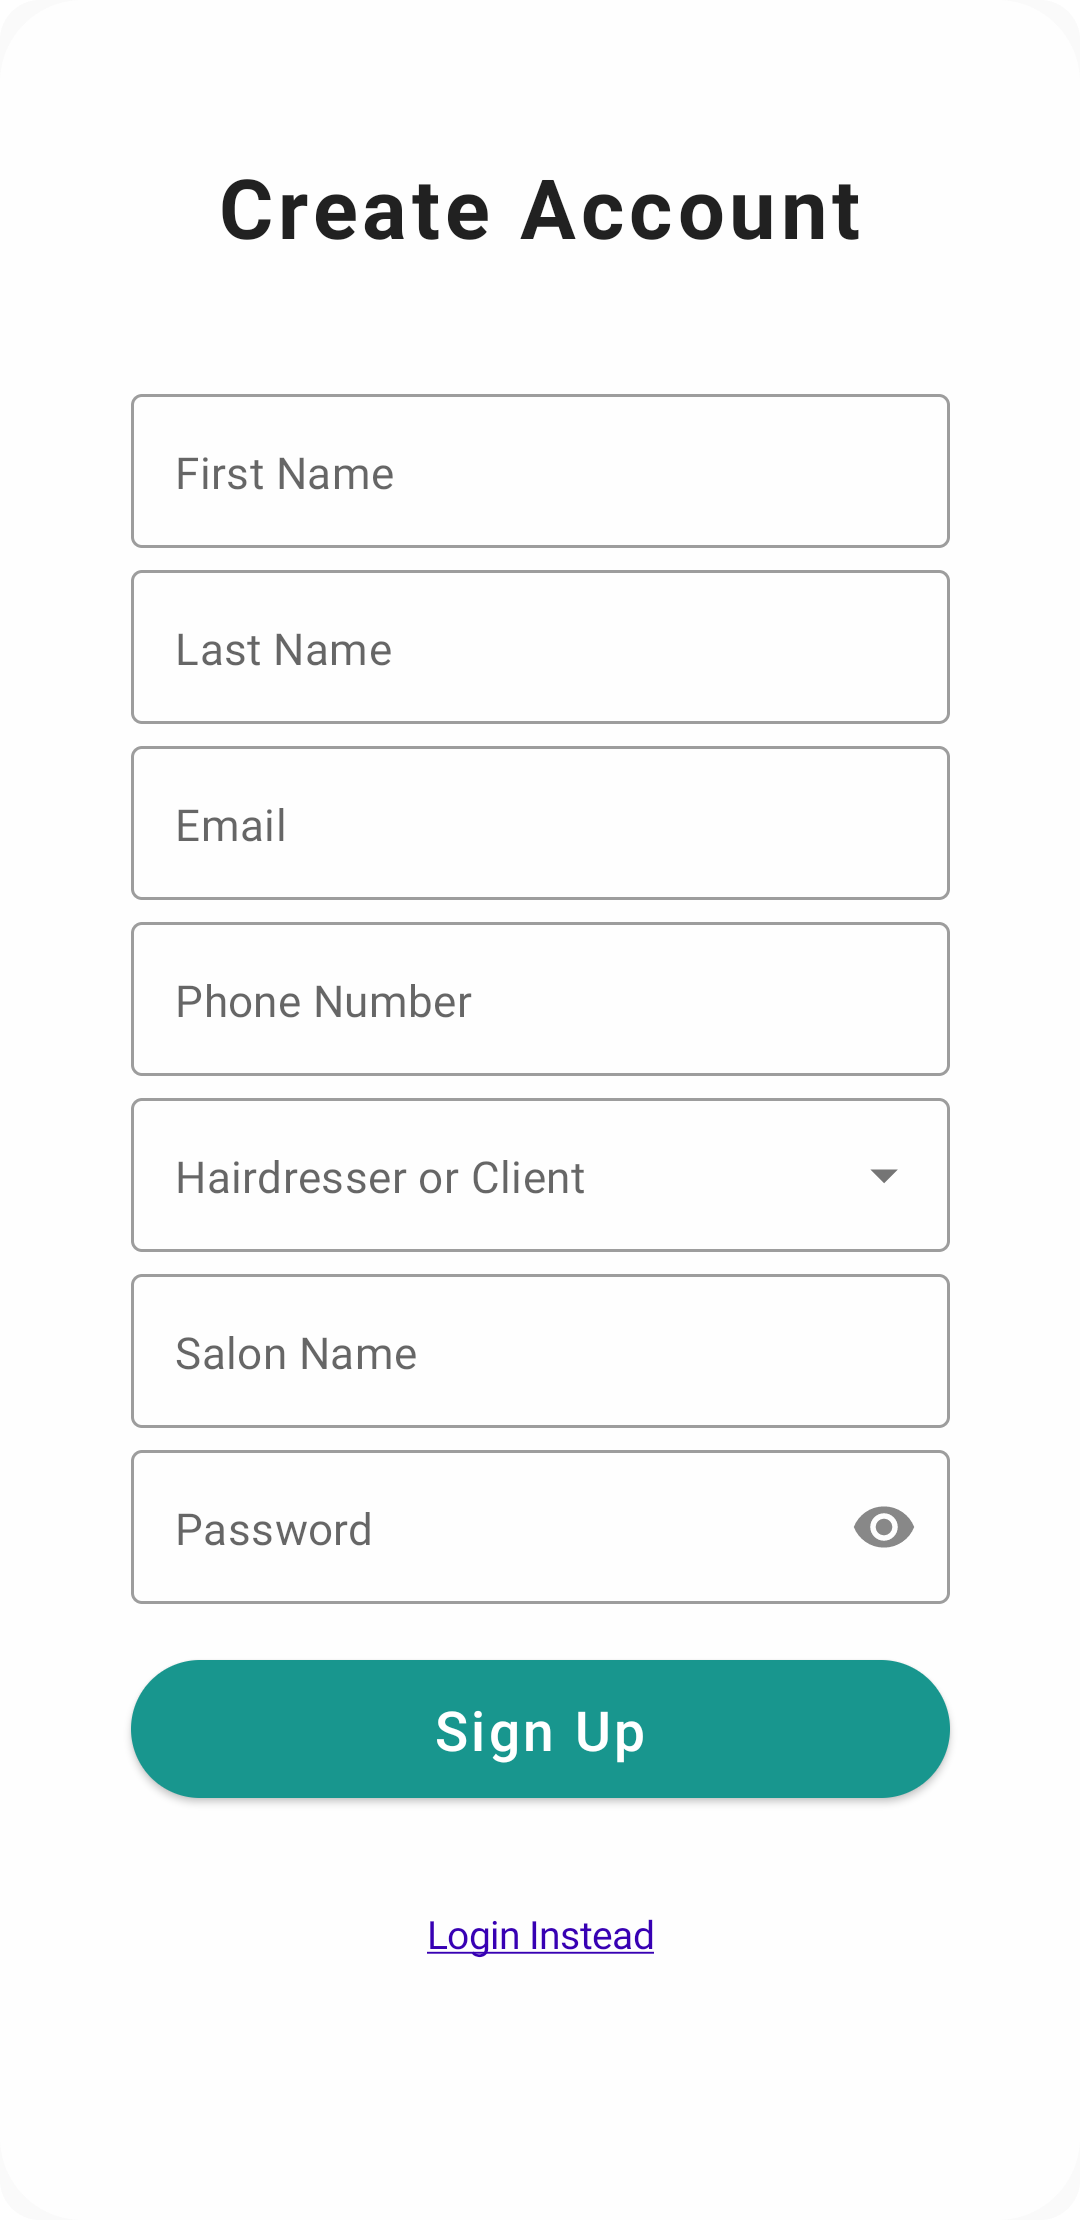 Create Account
First Name
Last Name
Email
Phone Number
Hairdresser or Client
Salon Name
Password
Sign Up
Login Instead